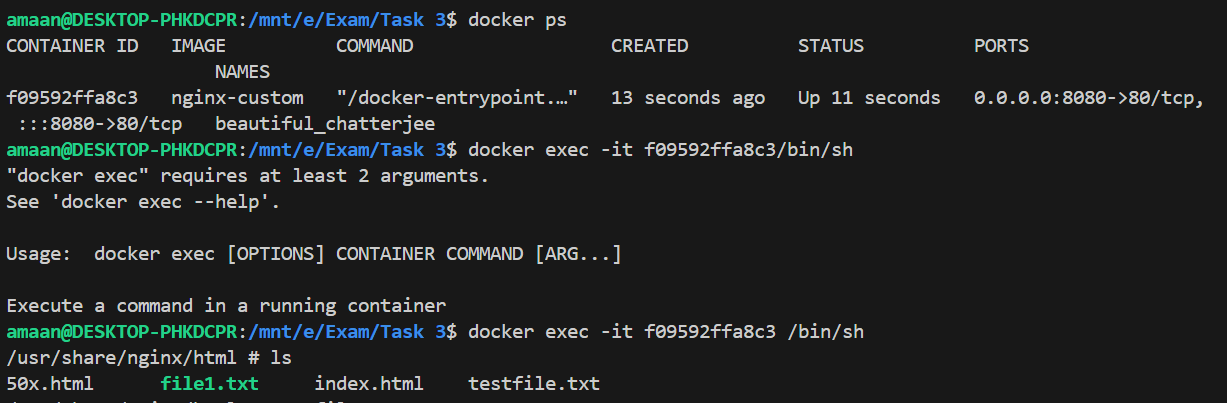 amaan@DESKTOP-PHKDCPR:/mnt/e/Exam/Task 3$ docker ps
CONTAINER ID   IMAGE          COMMAND                  CREATED          STATUS          PORTS
                   NAMES
f09592ffa8c3   nginx-custom   "/docker-entrypoint.…"   13 seconds ago   Up 11 seconds   0.0.0.0:8080->80/tcp,
 :::8080->80/tcp   beautiful_chatterjee
amaan@DESKTOP-PHKDCPR:/mnt/e/Exam/Task 3$ docker exec -it f09592ffa8c3/bin/sh
"docker exec" requires at least 2 arguments.
See 'docker exec --help'.

Usage:  docker exec [OPTIONS] CONTAINER COMMAND [ARG...]

Execute a command in a running container
amaan@DESKTOP-PHKDCPR:/mnt/e/Exam/Task 3$ docker exec -it f09592ffa8c3 /bin/sh
/usr/share/nginx/html # ls
50x.html      file1.txt     index.html    testfile.txt